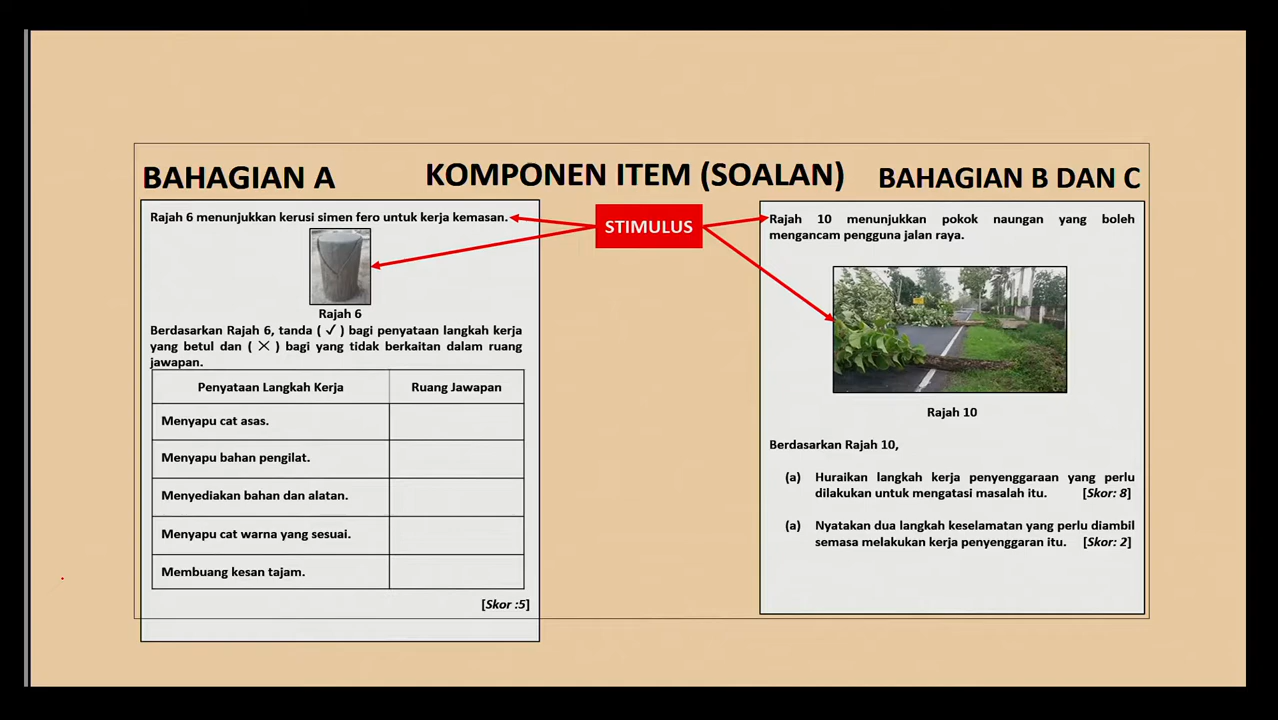 BAHAGIAN A
KOMPONEN ITEM (SOALAN)
BAHAGIAN B DAN C
STIMULUS
Rajah 6 menunjukkan kerusi simen fero untuk kerja kemasan.
Rajah 6
Berdasarkan Rajah 6, tanda ( ✓ ) bagi penyataan langkah kerja
yang betul dan ( ✕ ) bagi yang tidak berkaitan dalam ruang
jawapan.
Penyataan Langkah Kerja Ruang Jawapan
Menyapu cat asas.
Menyapu bahan pengilat.
Menyediakan bahan dan alatan.
Menyapu cat warna yang sesuai.
Membuang kesan tajam.
[Skor :5]
Rajah 10 menunjukkan pokok naungan yang boleh
mengancam pengguna jalan raya.
Rajah 10
Berdasarkan Rajah 10,
(a) Huraikan langkah kerja penyenggaraan yang perlu
dilakukan untuk mengatasi masalah itu. [Skor: 8]
(a) Nyatakan dua langkah keselamatan yang perlu diambil
semasa melakukan kerja penyenggaran itu. [Skor: 2]